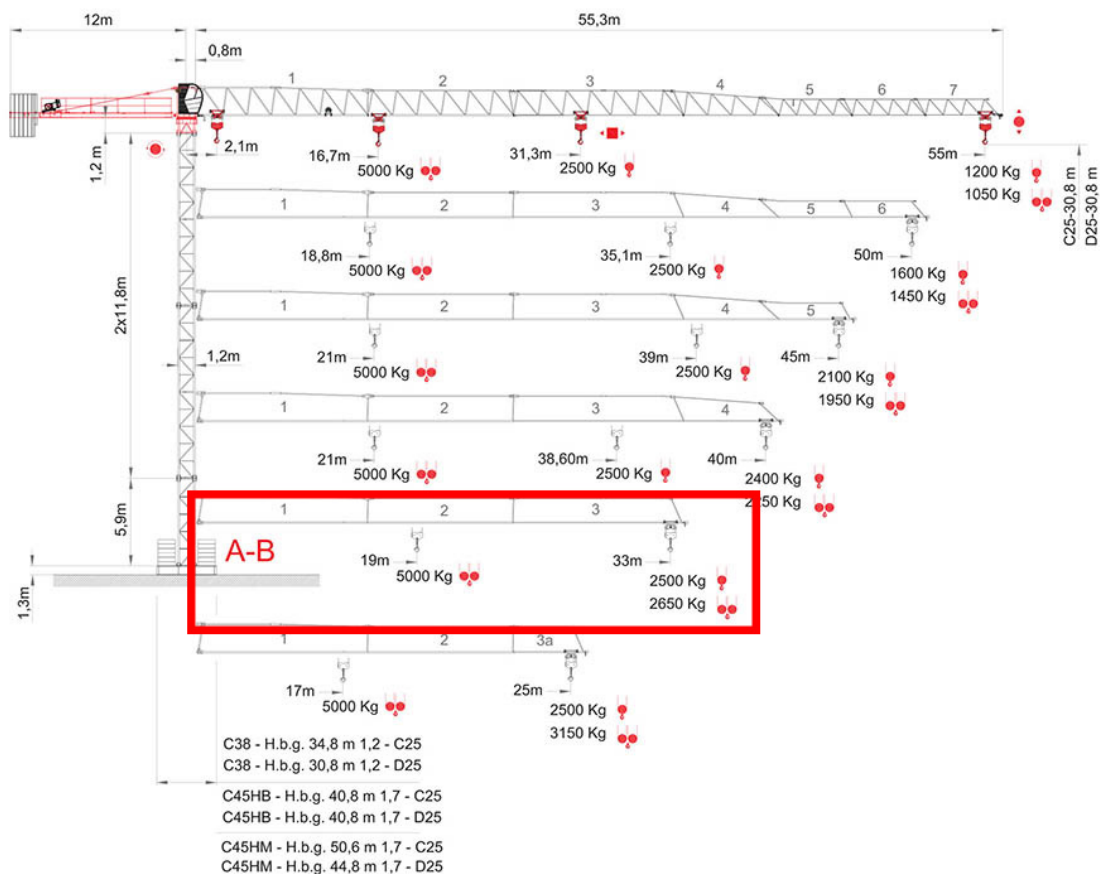 12m
55,3m
0,8m
1
2
3
4
5
6
7
2,1m
1,2 m
16,7m
5000 Kg
31,3m
2500 Kg
55m
1200 Kg
1050 Kg
C25-30,8 m
D25-30,8 m
1
2
3
4
5
6
18,8m
5000 Kg
35,1m
2500 Kg
50m
1600 Kg
1450 Kg
2x11,8m
1
2
3
4
5
1,2m
21m
5000 Kg
39m
2500 Kg
45m
2100 Kg
1950 Kg
1
2
3
4
21m
5000 Kg
38,60m
2500 Kg
40m
2400 Kg
5,9m
1
2
3
A-B
19m
5000 Kg
33m
2500 Kg
2650 Kg
1,3m
1
2
3a
17m
5000 Kg
25m
2500 Kg
3150 Kg
C38 - H.b.g. 34,8 m 1,2 - C25
C38 - H.b.g. 30,8 m 1,2 - D25
C45HB - H.b.g. 40,8 m 1,7 - C25
C45HB - H.b.g. 40,8 m 1,7 - D25
C45HM - H.b.g. 50,6 m 1,7 - C25
C45HM - H.b.g. 44,8 m 1,7 - D25